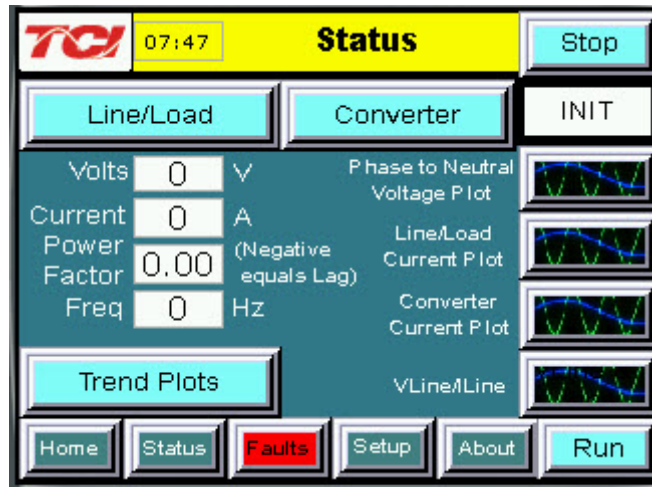 TCI
07:47
Status
Stop
Line/Load
Converter
INIT
Volts 0 V
Current 0 A
Power
Factor 0.00 (Negative
equals Lag)
Freq 0 Hz
Phase to Neutral
Voltage Plot
Line/Load
Current Plot
Converter
Current Plot
VLine/ILine
Trend Plots
Home
Status
Faults
Setup
About
Run